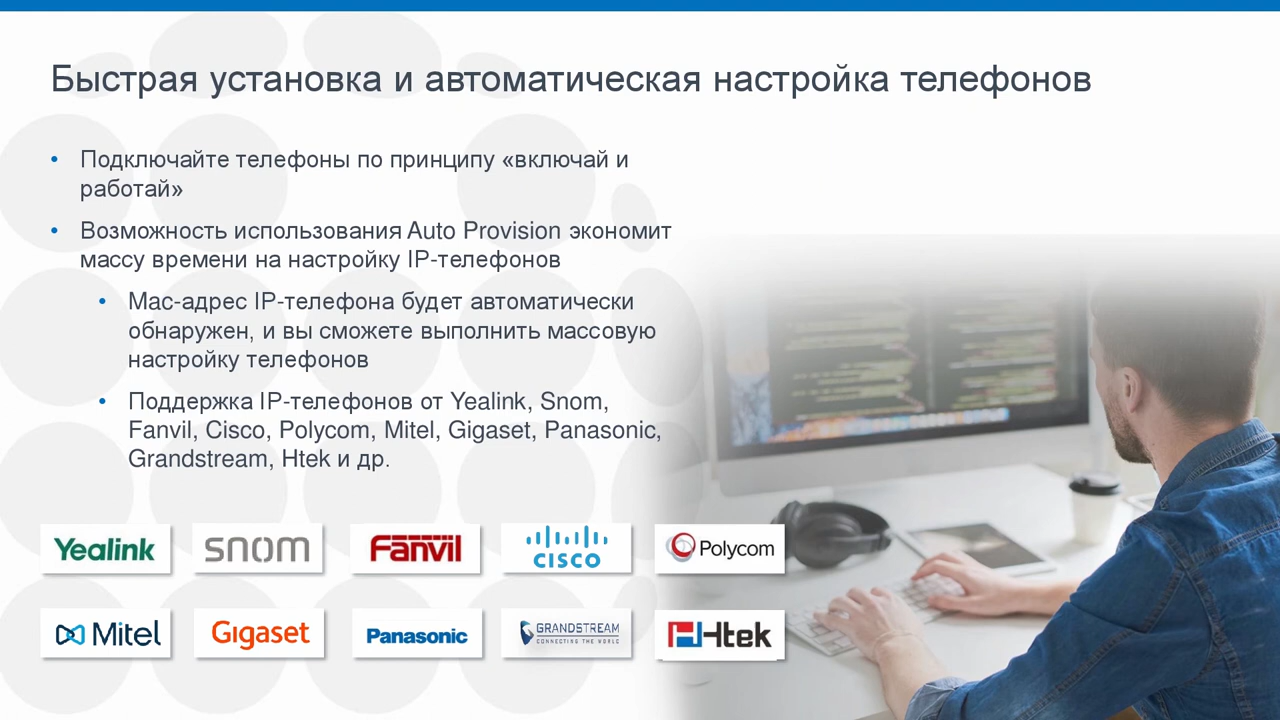 Быстрая установка и автоматическая настройка телефонов
• Подключайте телефоны по принципу «включай и
работай»
• Возможность использования Auto Provision экономит
массу времени на настройку IP-телефонов
• Мас-адрес IP-телефона будет автоматически
обнаружен, и вы сможете выполнить массовую
настройку телефонов
• Поддержка IP-телефонов от Yealink, Snom,
Fanvil, Cisco, Polycom, Mitel, Gigaset, Panasonic,
Grandstream, Htek и др.
Yealink snom Fanvil CISCO Polycom
Mitel Gigaset Panasonic GRANDSTREAM Htek
CONNECTING THE WORLD